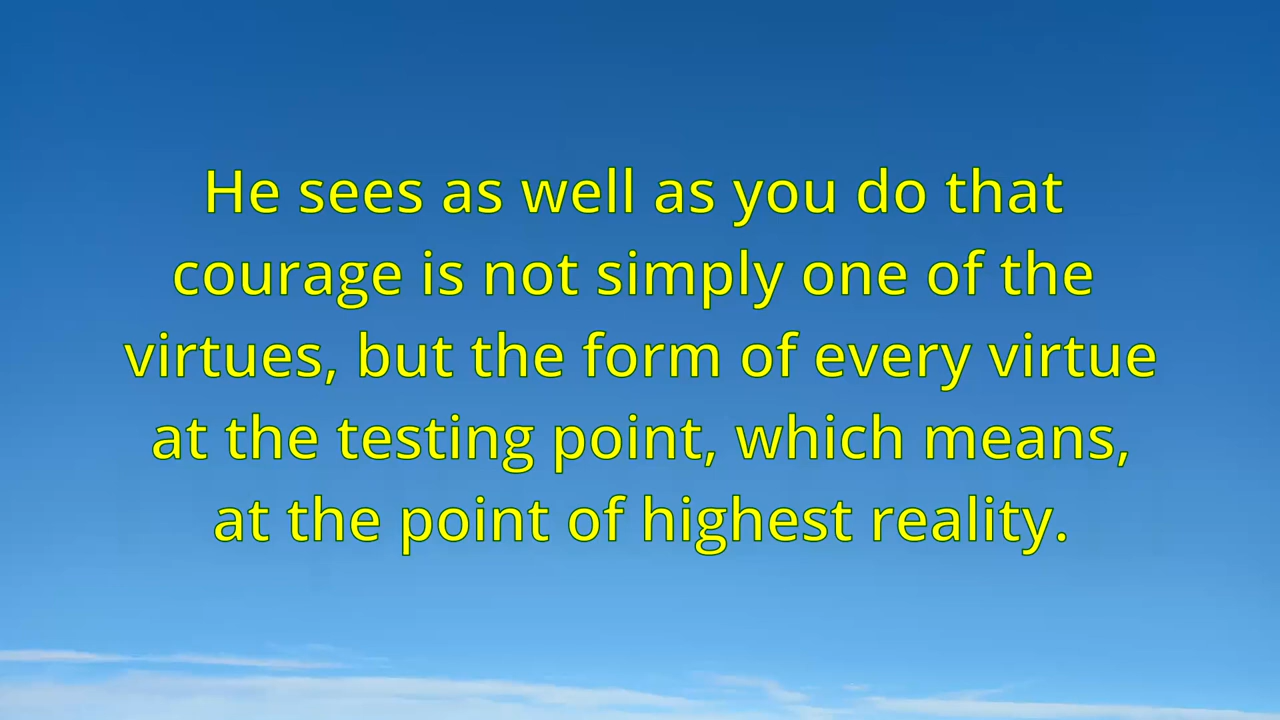 He sees as well as you do that
courage is not simply one of the
virtues, but the form of every virtue
at the testing point, which means,
at the point of highest reality.